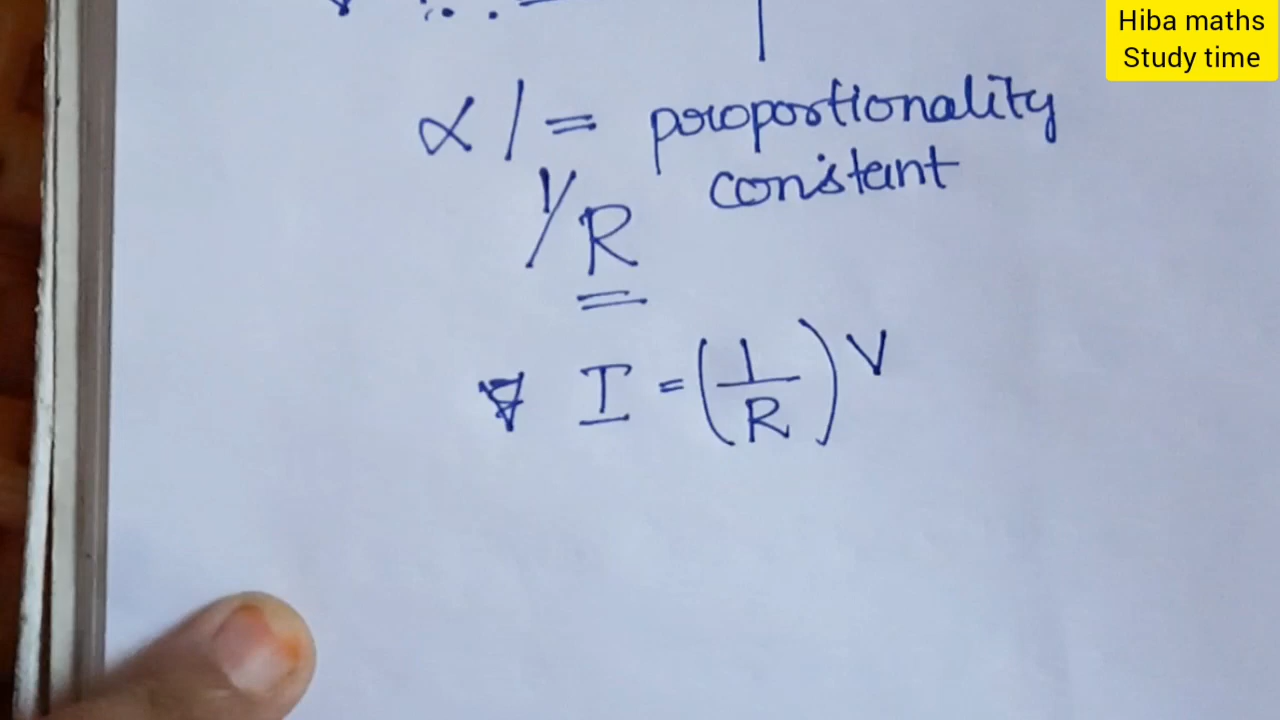 Hiba maths
Study time
∝ / = proportionality
constant
1/R
I = (1/R) V